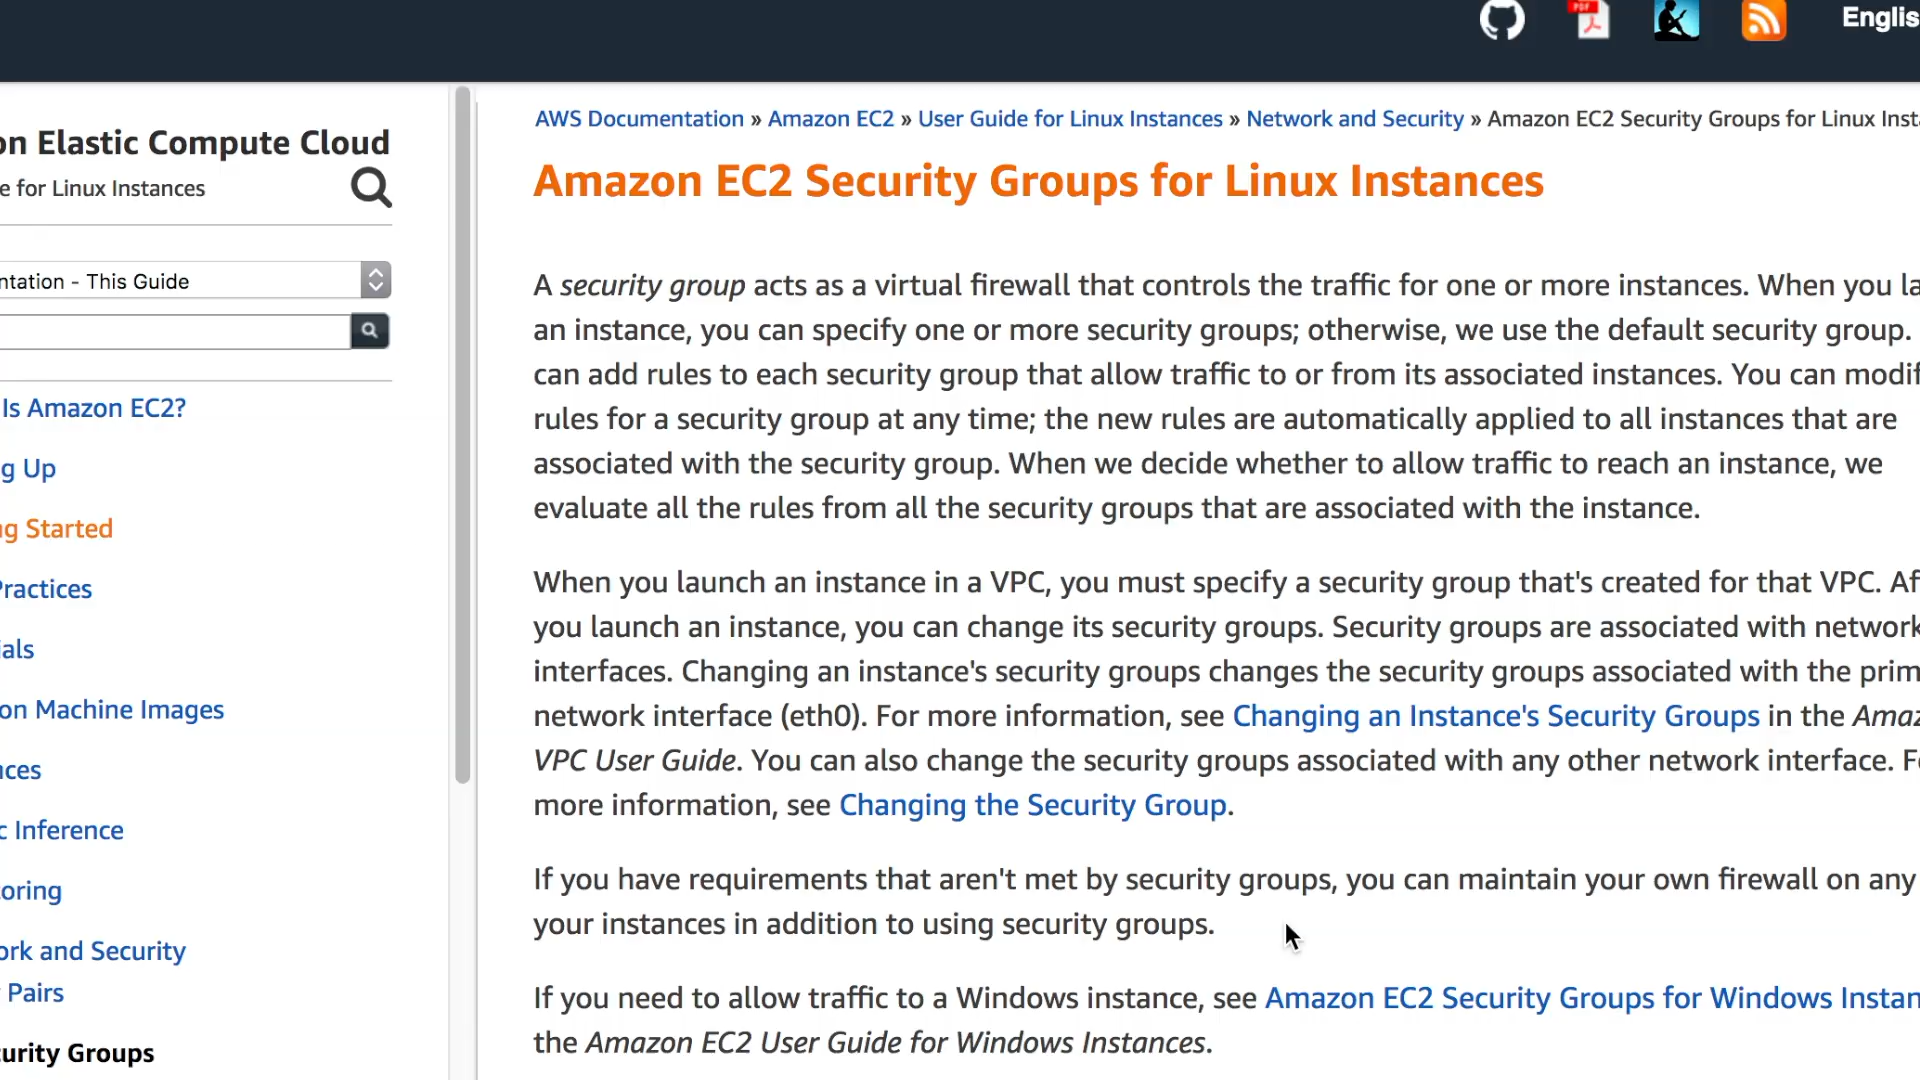 PDF
Englis
AWS Documentation » Amazon EC2 » User Guide for Linux Instances » Network and Security » Amazon EC2 Security Groups for Linux Inst
on Elastic Compute Cloud
e for Linux Instances
ntation - This Guide
Is Amazon EC2?
g Up
ng Started
Practices
ials
on Machine Images
nces
c Inference
toring
ork and Security
Pairs
curity Groups
Amazon EC2 Security Groups for Linux Instances
A security group acts as a virtual firewall that controls the traffic for one or more instances. When you la
an instance, you can specify one or more security groups; otherwise, we use the default security group.
can add rules to each security group that allow traffic to or from its associated instances. You can modif
rules for a security group at any time; the new rules are automatically applied to all instances that are
associated with the security group. When we decide whether to allow traffic to reach an instance, we
evaluate all the rules from all the security groups that are associated with the instance.
When you launch an instance in a VPC, you must specify a security group that's created for that VPC. Af
you launch an instance, you can change its security groups. Security groups are associated with network
interfaces. Changing an instance's security groups changes the security groups associated with the prim
network interface (eth0). For more information, see Changing an Instance's Security Groups in the Amaz
VPC User Guide. You can also change the security groups associated with any other network interface. F
more information, see Changing the Security Group.
If you have requirements that aren't met by security groups, you can maintain your own firewall on any
your instances in addition to using security groups.
If you need to allow traffic to a Windows instance, see Amazon EC2 Security Groups for Windows Instan
the Amazon EC2 User Guide for Windows Instances.